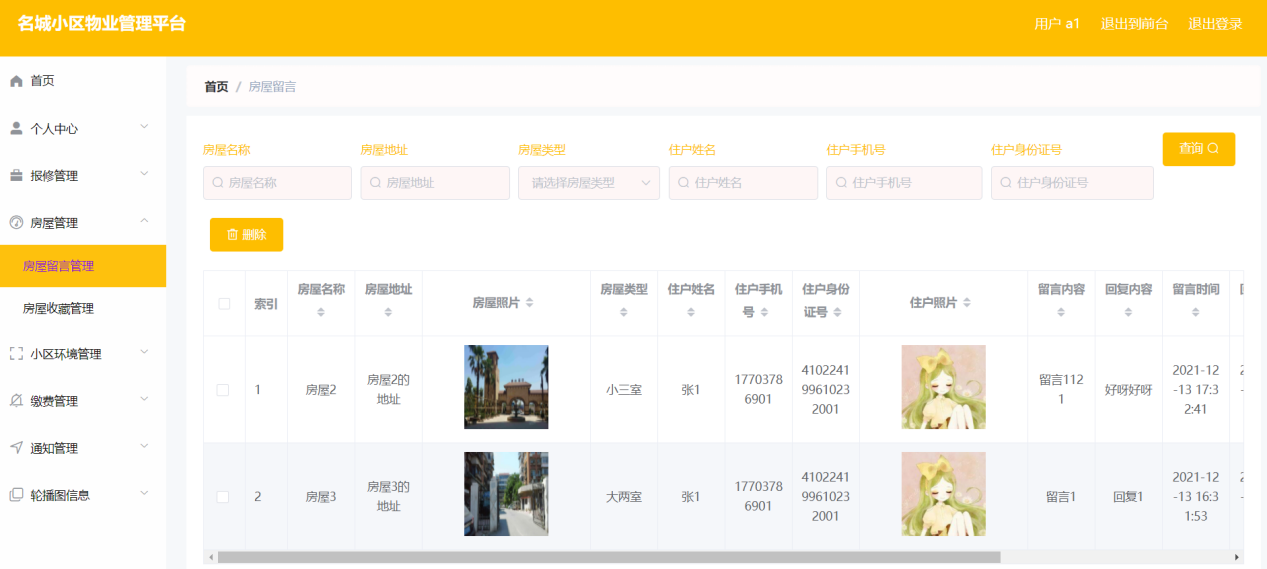 名城小区物业管理平台
用户 a1 退出到前台 退出登录
首页
个人中心
报修管理
房屋管理
房屋留言管理
房屋收藏管理
小区环境管理
缴费管理
通知管理
轮播图信息
首页 / 房屋留言
房屋名称 房屋地址 房屋类型 住户姓名 住户手机号 住户身份证号
房屋名称 房屋地址 请选择房屋类型 住户姓名 住户手机号 住户身份证号 查询
删除
索引 房屋名称 房屋地址 房屋照片 房屋类型 住户姓名 住户手机号 住户身份证号 住户照片 留言内容 回复内容 留言时间
1 房屋2 房屋2的地址 小三室 张1 17703786901 410224199610232001 留言1121 好呀好呀 2021-12-13 17:32:41
2 房屋3 房屋3的地址 大两室 张1 17703786901 410224199610232001 留言1 回复1 2021-12-13 16:31:53